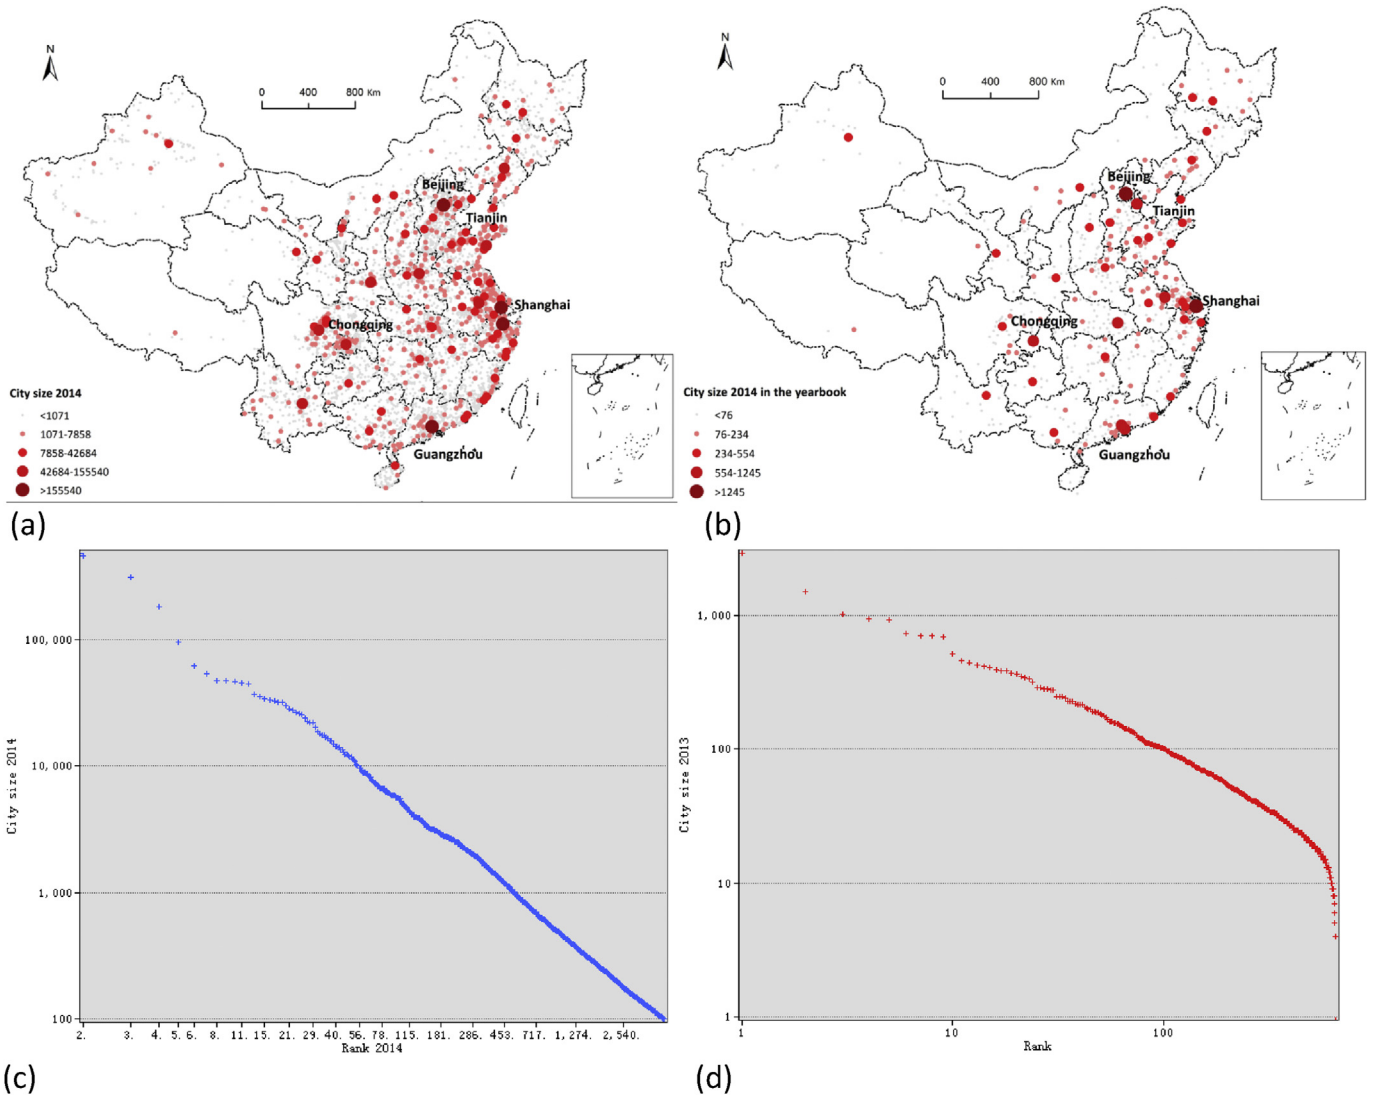 N
0 400 800 Km
Beijing
Tianjin
Shanghai
Chongqing
Guangzhou
City size 2014
<1071
1071-7858
7858-42684
42684-155540
>155540
(a)
N
0 400 800 Km
Beijing
Tianjin
Shanghai
Chongqing
Guangzhou
City size 2014 in the yearbook
<76
76-234
234-554
554-1245
>1245
(b)
City size 2014
100,000
10,000
1,000
100
2. 3. 4. 5. 6. 8. 11. 15. 21. 29. 40. 56. 78. 115. 181. 286. 453. 717. 1,274. 2,540.
Rank 2014
(c)
City size 2013
1,000
100
10
1
1 10 100
Rank
(d)